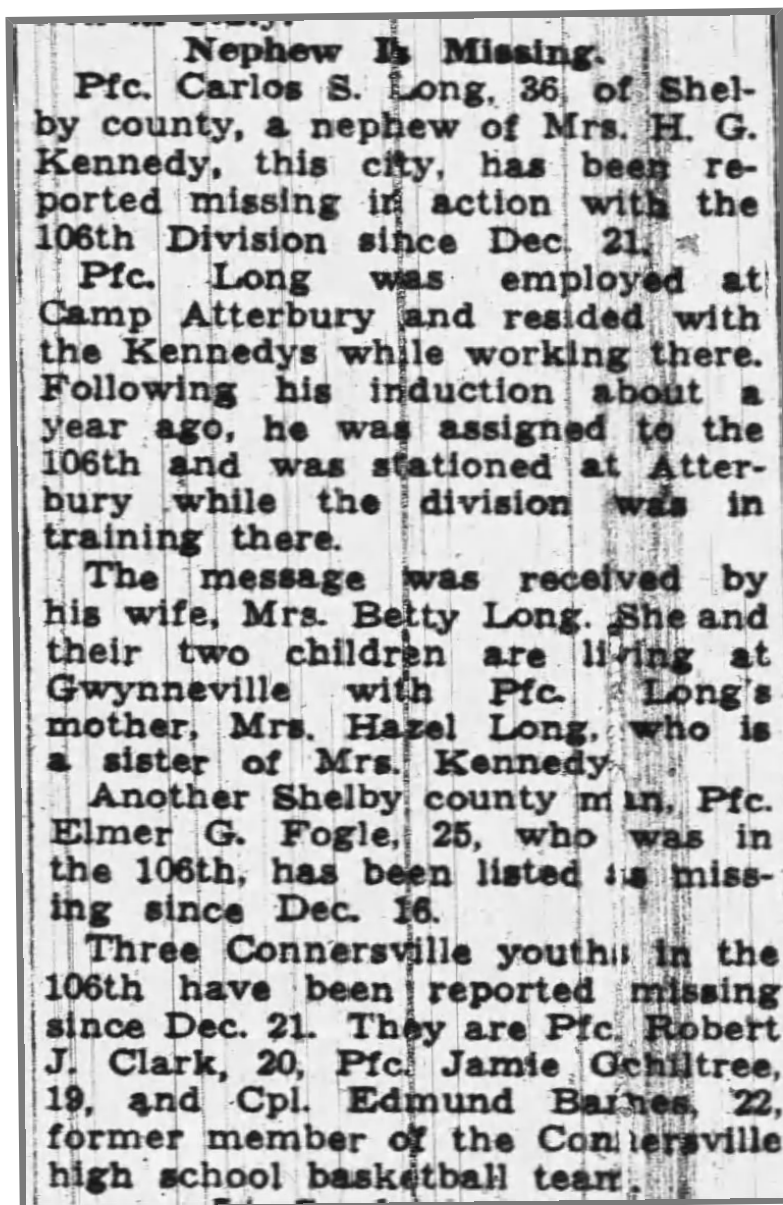 Nephew Is Missing.
Pfc. Carlos S. Long, 36, of Shel-
by county, a nephew of Mrs. H. G.
Kennedy, this city, has been re-
ported missing in action with the
106th Division since Dec. 21.
Pfc. Long was employed at
Camp Atterbury and resided with
the Kennedys while working there.
Following his induction about a
year ago, he was assigned to the
106th and was stationed at Atter-
bury while the division was in
training there.
The message was received by
his wife, Mrs. Betty Long. She and
their two children are living at
Gwynneville with Pfc. Long's
mother, Mrs. Hazel Long, who is
a sister of Mrs. Kennedy.
Another Shelby county man, Pfc.
Elmer G. Fogle, 25, who was in
the 106th, has been listed as miss-
ing since Dec. 16.
Three Connersville youths in the
106th have been reported missing
since Dec. 21. They are Pfc. Robert
J. Clark, 20, Pfc. Jamie Ochiltree,
19, and Cpl. Edmund Barnes, 22,
former member of the Connersville
high school basketball team.